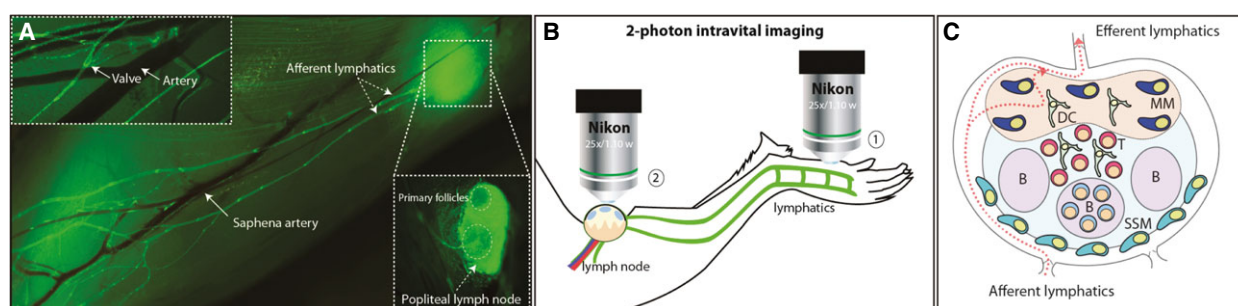 A
Valve
Artery
Afferent lymphatics
Saphena artery
Primary follicles
Popliteal lymph node
B
2-photon intravital imaging
Nikon
25x/1.10 w
1
Nikon
25x/1.10 w
2
lymphatics
lymph node
C
Efferent lymphatics
DC
MM
T
B
B
B
SSM
Afferent lymphatics